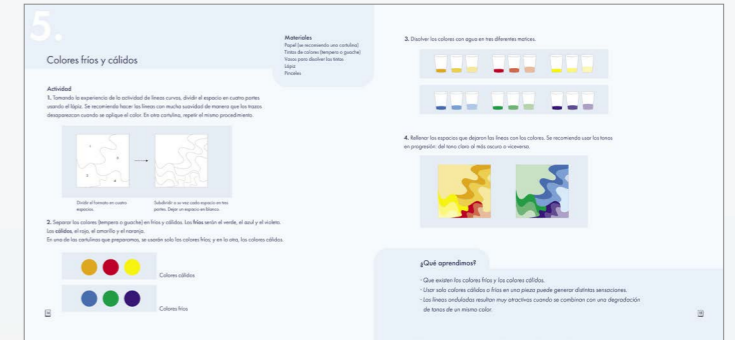 5.
Colores fríos y cálidos
Materiales
Papel (se recomienda usar cartulina)
Tintas de colores (tempera o guache)
Vasos para disolver las tintas
Lápiz
Pinceles
Actividad
1. Tomando la experiencia de la actividad de líneas curvas, dividir el espacio en cuatro partes
usando el lápiz. Se recomienda hacer las líneas con mucha suavidad de manera que los trazos
desaparezcan cuando se aplique el color. En otra cartulina, repetir el mismo procedimiento.
Dividir el formato en cuatro
espacios.
Subdividir a su vez cada espacio en tres
partes. Dejar un espacio en blanco.
2. Separar los colores (tempera o guache) en fríos y cálidos. Los fríos serán el verde, el azul y el violeta.
Los cálidos, el rojo, el amarillo y el naranja.
En una de las cartulinas que preparamos, se usarán solo los colores fríos; y en la otra, los colores cálidos.
Colores cálidos
Colores fríos
3. Disolver los colores con agua en tres diferentes matices.
4. Rellenar los espacios que dejaron las líneas con los colores. Se recomienda usar los tonos
en progresión: del tono claro al más oscuro o viceversa.
¿Qué aprendimos?
· Que existen los colores fríos y los colores cálidos.
· Usar solo colores cálidos o fríos en una pieza puede generar distintas sensaciones.
· Las líneas onduladas resultan muy atractivas cuando se combinan con una degradación
de tonos de un mismo color.